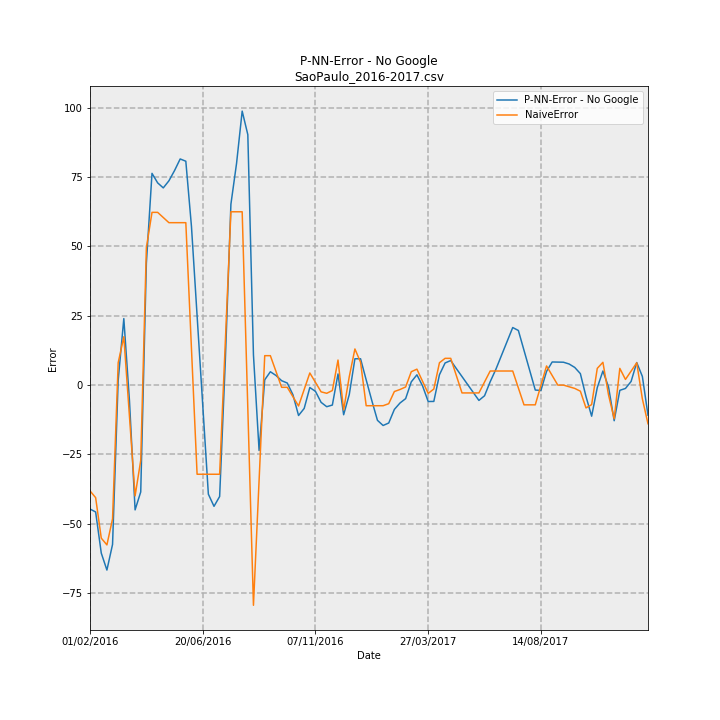 P-NN-Error - No Google
SaoPaulo_2016-2017.csv
P-NN-Error - No Google
NaiveError
100
75
50
25
0
−25
−50
−75
Error
01/02/2016 20/06/2016 07/11/2016 27/03/2017 14/08/2017
Date